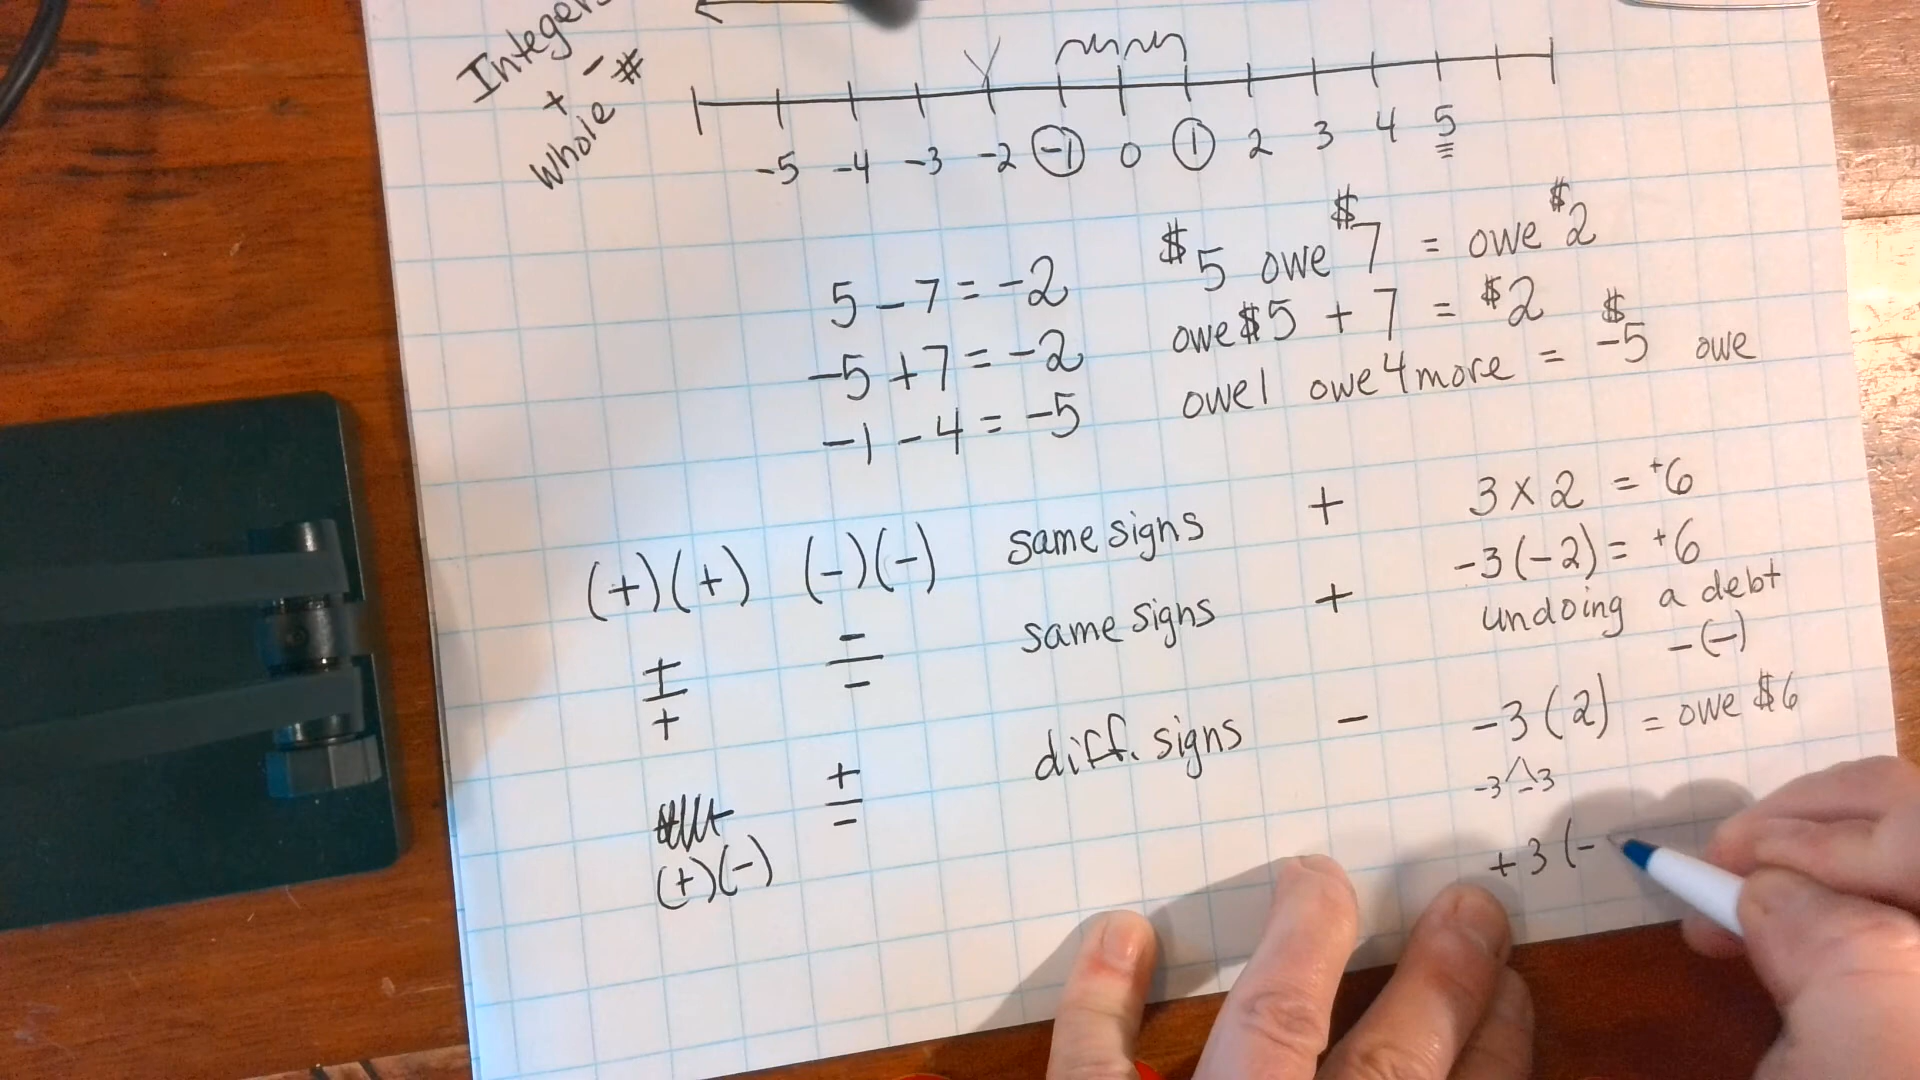 Integers
+ -
Whole #
-5 -4 -3 -2 -1 0 1 2 3 4 5
5 - 7 = -2 $5 owe $7 = owe $2
-5 + 7 = -2 owe $5 + 7 = $2
-1 - 4 = -5 owe 1 owe 4 more = $-5 owe
(+)(+) (-)(-) same signs + 3 x 2 = +6
-3(-2) = +6
+/+ -/- same signs + undoing a debt
-(-)
+/- diff. signs - -3(2) = owe $6
-3 -3
(+)(-) +3(-